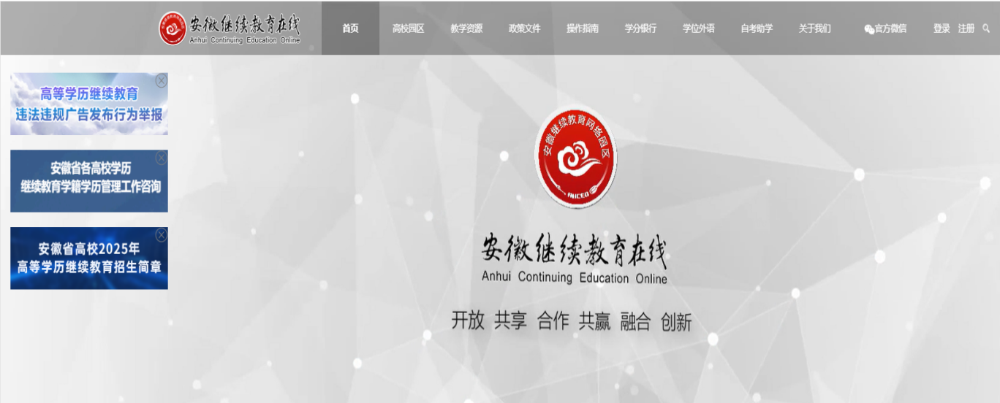 安徽继续教育在线
Anhui Continuing Education Online
首页 高校园区 教学资源 政策文件 操作指南 学分银行 学位外语 自考助学 关于我们 官方微信 登录 注册
高等学历继续教育
违法违规广告发布行为举报
安徽省各高校学历
继续教育学籍学历管理工作咨询
安徽省高校2025年
高等学历继续教育招生简章
安徽继续教育网络园区
AHCEO
安徽继续教育在线
Anhui Continuing Education Online
开放 共享 合作 共赢 融合 创新